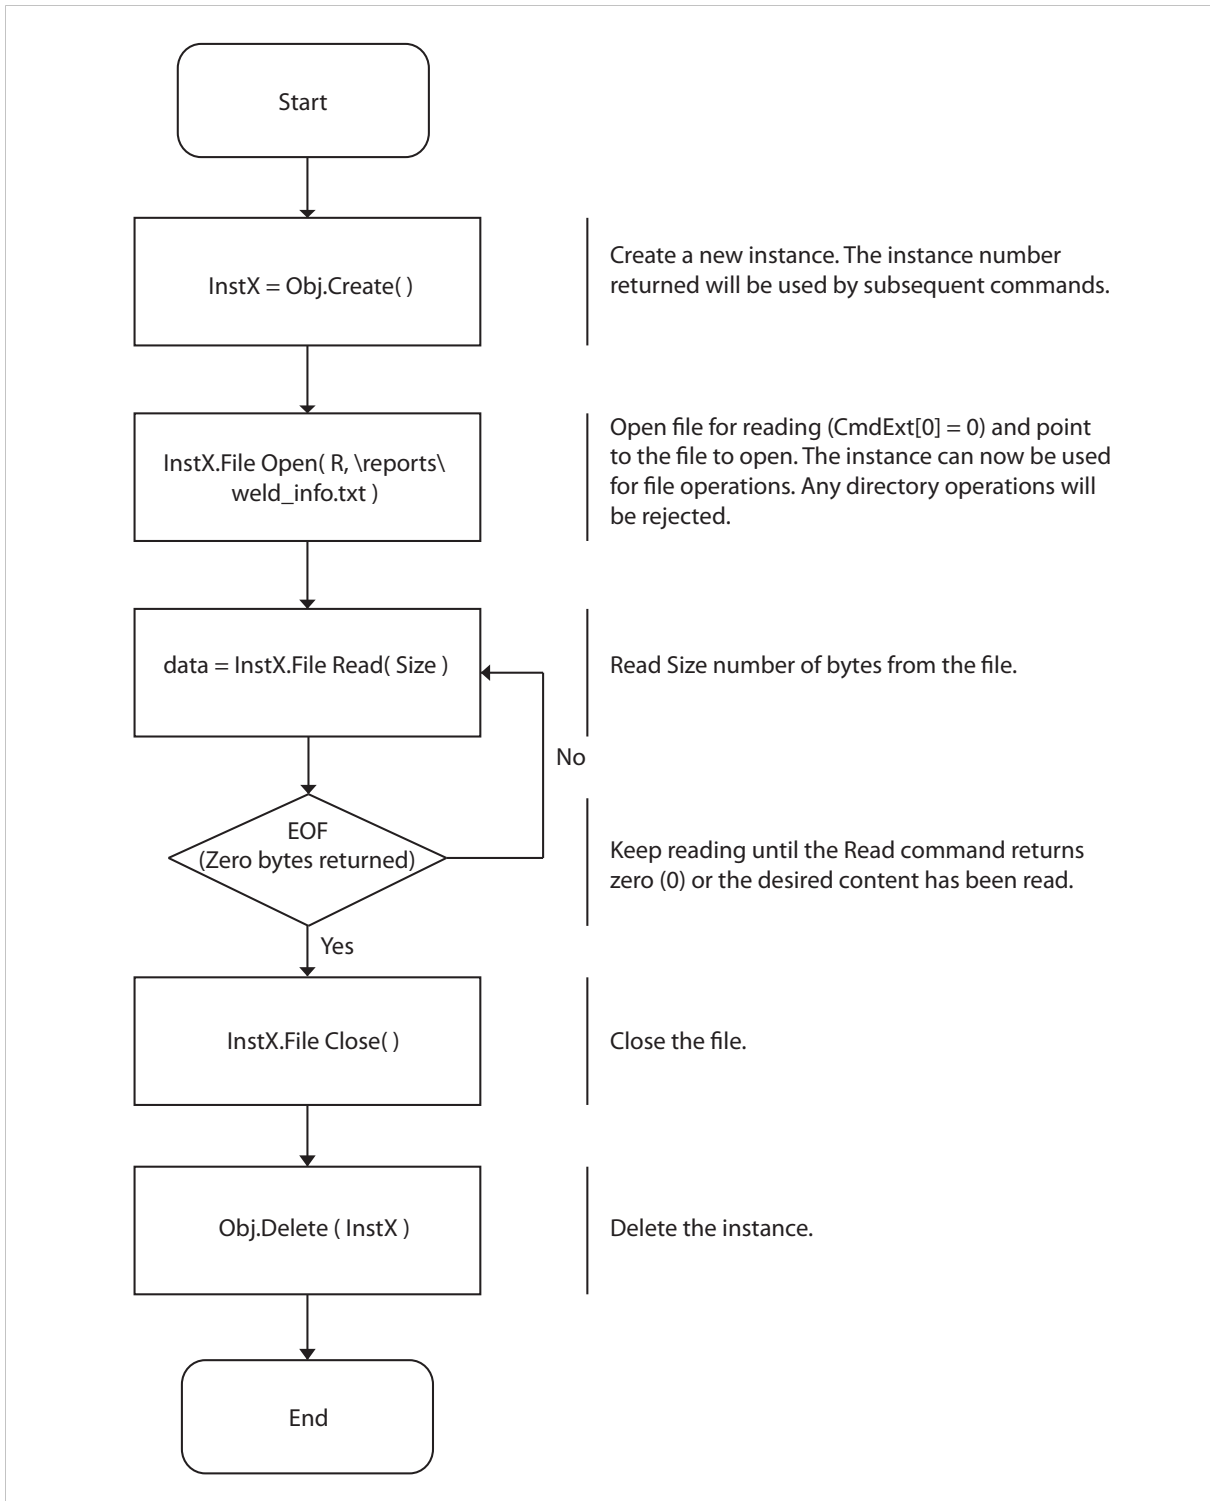 Start
InstX = Obj.Create( )
Create a new instance. The instance number
returned will be used by subsequent commands.
InstX.File Open( R, \reports\
weld_info.txt )
Open file for reading (CmdExt[0] = 0) and point
to the file to open. The instance can now be used
for file operations. Any directory operations will
be rejected.
data = InstX.File Read( Size )
Read Size number of bytes from the file.
No
EOF
(Zero bytes returned)
Keep reading until the Read command returns
zero (0) or the desired content has been read.
Yes
InstX.File Close( )
Close the file.
Obj.Delete ( InstX )
Delete the instance.
End